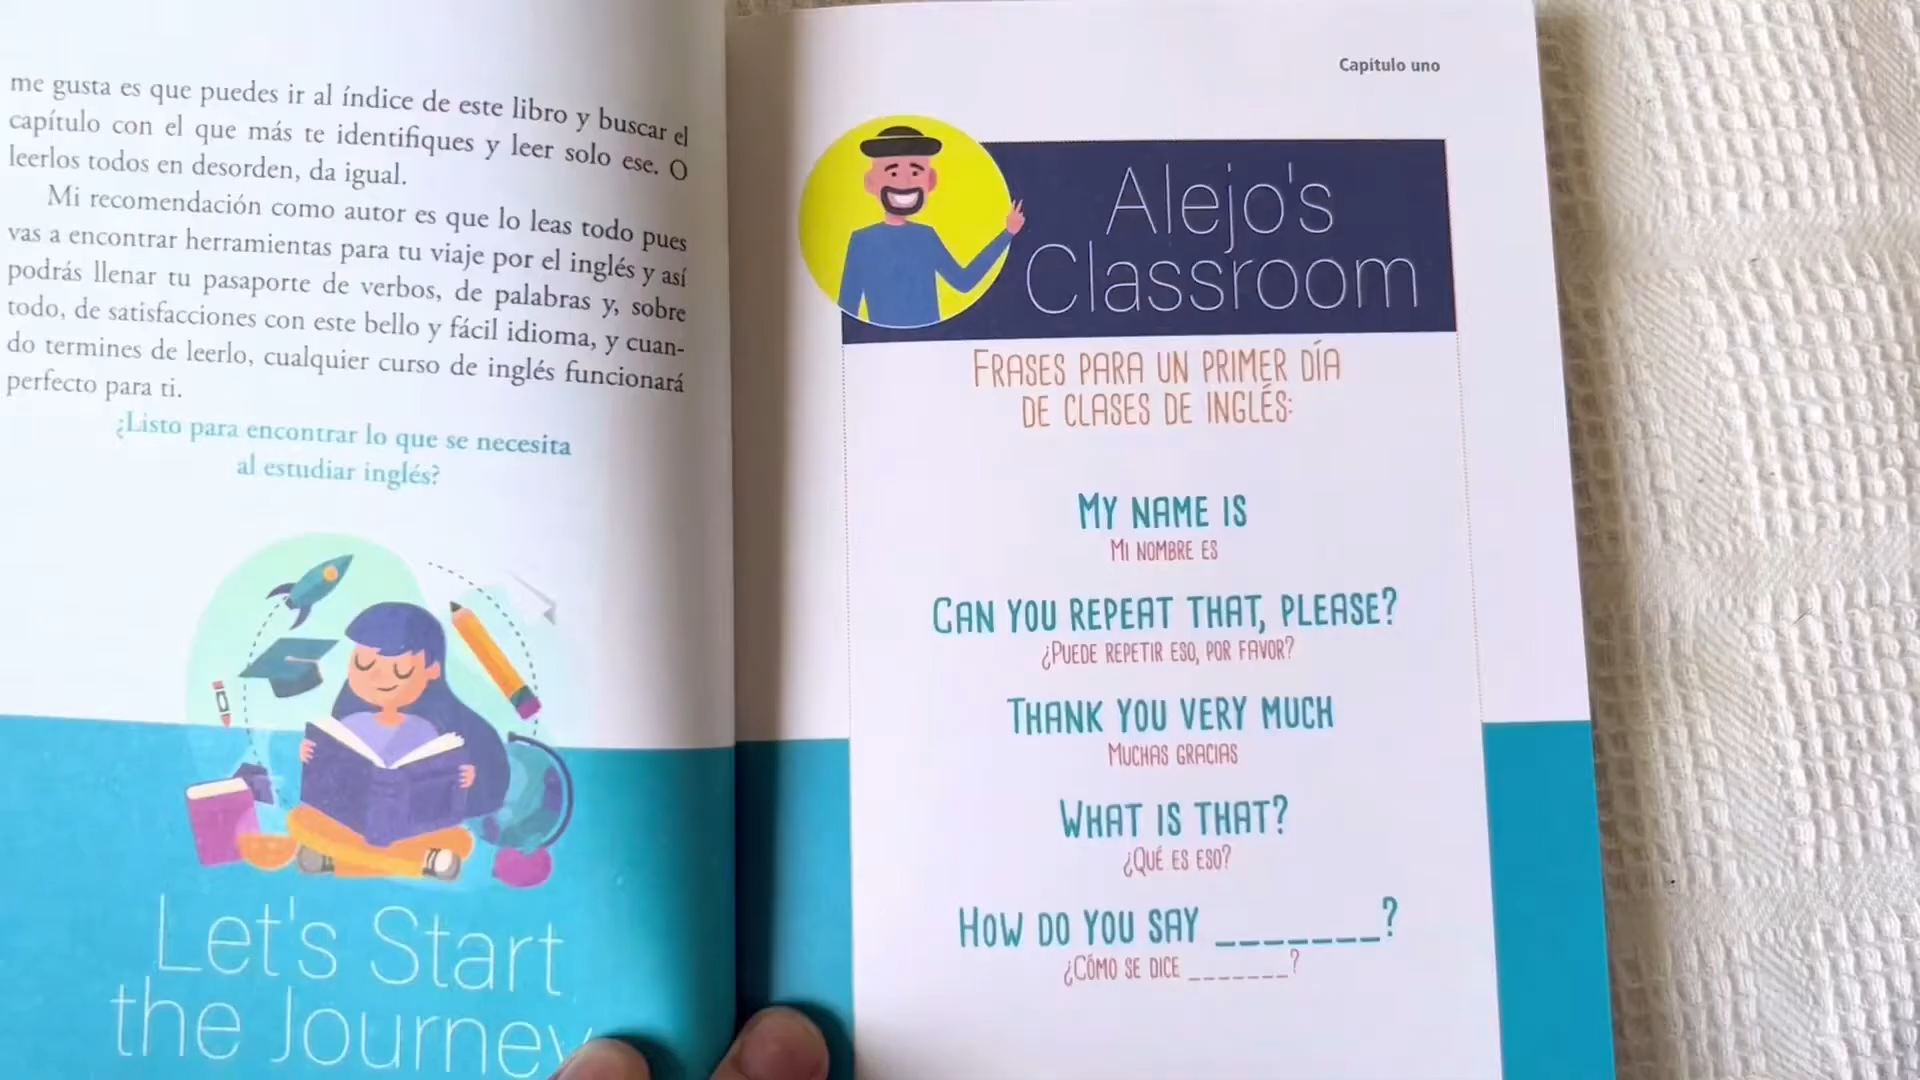 me gusta es que puedes ir al índice de este libro y buscar el
capítulo con el que más te identifiques y leer solo ese. O
leerlos todos en desorden, da igual.
Mi recomendación como autor es que lo leas todo pues
vas a encontrar herramientas para tu viaje por el inglés y así
podrás llenar tu pasaporte de verbos, de palabras y, sobre
todo, de satisfacciones con este bello y fácil idioma, y cuan-
do termines de leerlo, cualquier curso de inglés funcionará
perfecto para ti.
¿Listo para encontrar lo que se necesita
al estudiar inglés?
Let's Start
the Journey
Capítulo uno
Alejo's
Classroom
FRASES PARA UN PRIMER DÍA
DE CLASES DE INGLÉS:
MY NAME IS
MI NOMBRE ES
CAN YOU REPEAT THAT, PLEASE?
¿PUEDE REPETIR ESO, POR FAVOR?
THANK YOU VERY MUCH
MUCHAS GRACIAS
WHAT IS THAT?
¿QUÉ ES ESO?
HOW DO YOU SAY _______?
¿CÓMO SE DICE _______?